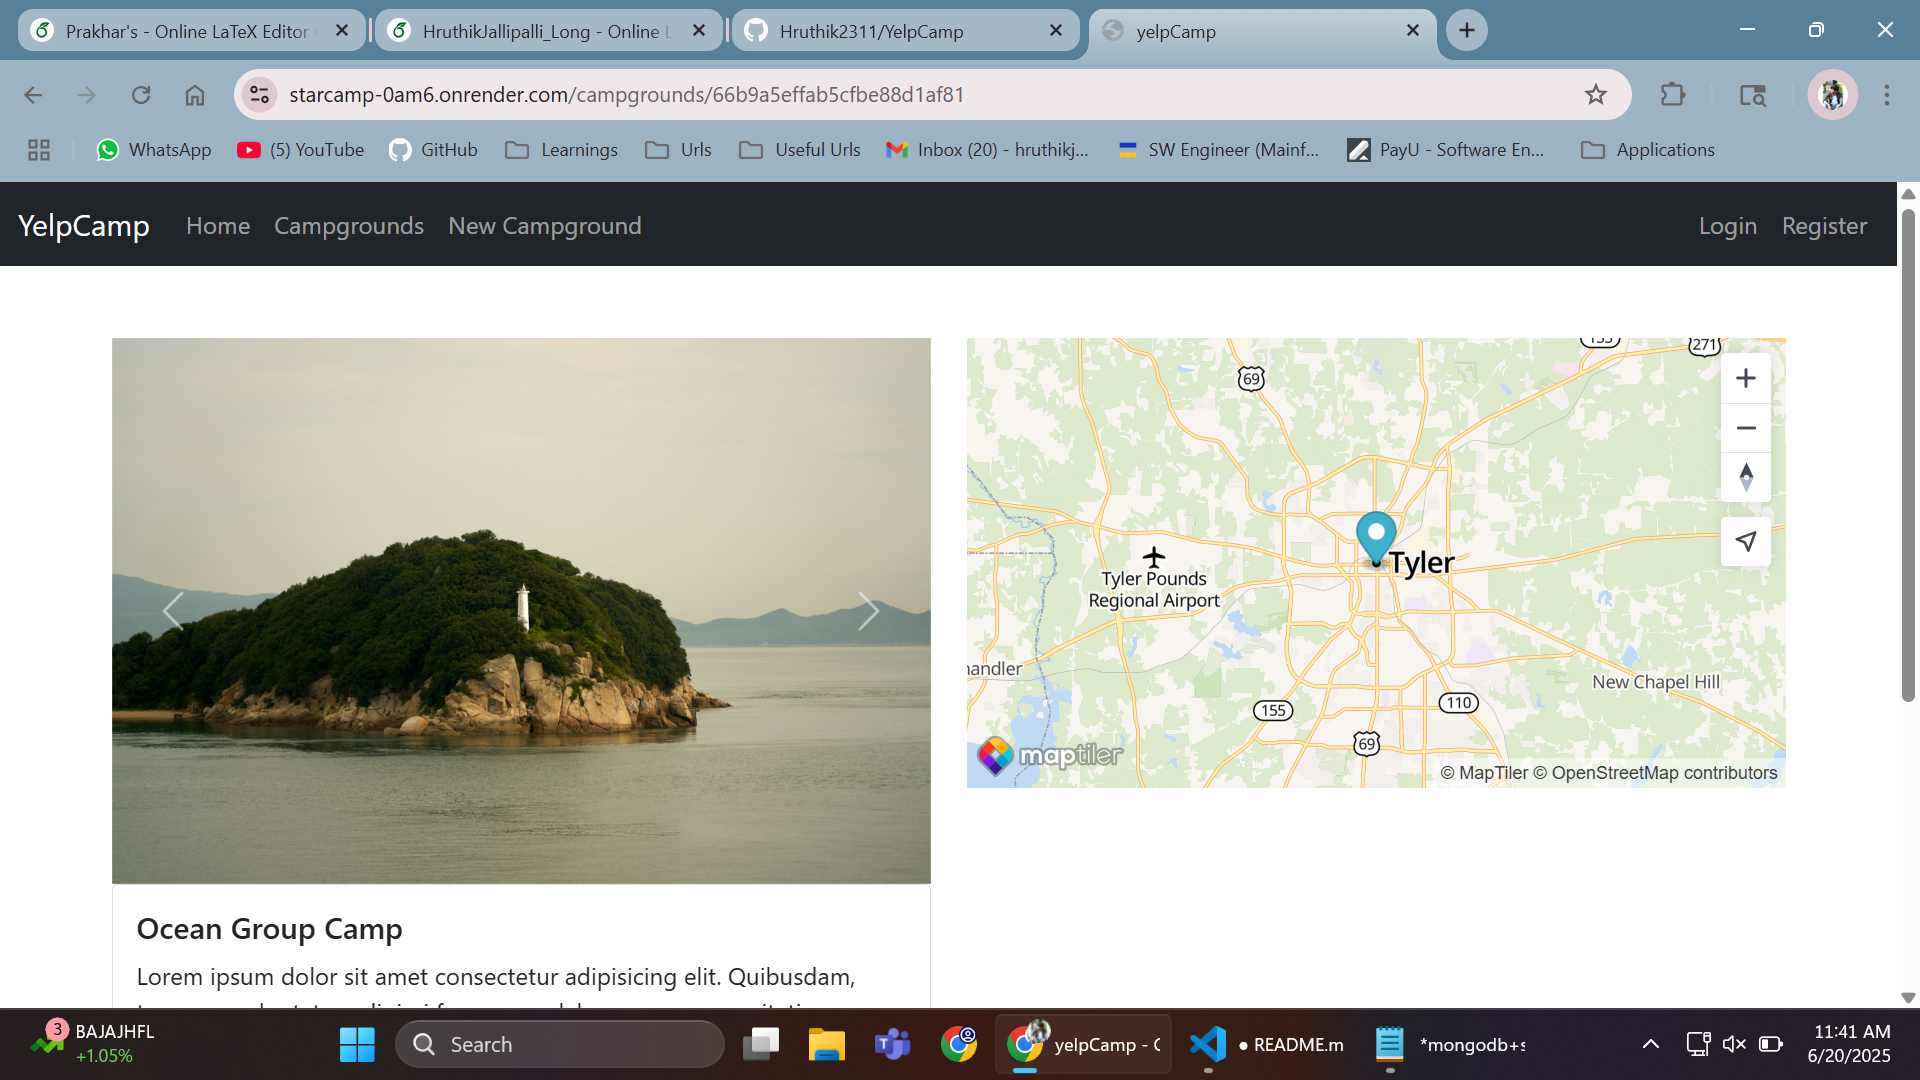 Prakhar's - Online LaTeX Editor
HruthikJallipalli_Long - Online L
Hruthik2311/YelpCamp
yelpCamp
starcamp-0am6.onrender.com/campgrounds/66b9a5effab5cfbe88d1af81
WhatsApp
(5) YouTube
GitHub
Learnings
Urls
Useful Urls
Inbox (20) - hruthikj...
SW Engineer (Mainf...
PayU - Software En...
Applications
YelpCamp
Home
Campgrounds
New Campground
Login
Register
155
271
69
Tyler
Tyler Pounds
Regional Airport
handler
New Chapel Hill
155
110
69
maptiler
© MapTiler © OpenStreetMap contributors
Ocean Group Camp
Lorem ipsum dolor sit amet consectetur adipisicing elit. Quibusdam,
3
BAJAJHFL
+1.05%
Search
yelpCamp - G
● README.m
*mongodb+s
11:41 AM
6/20/2025